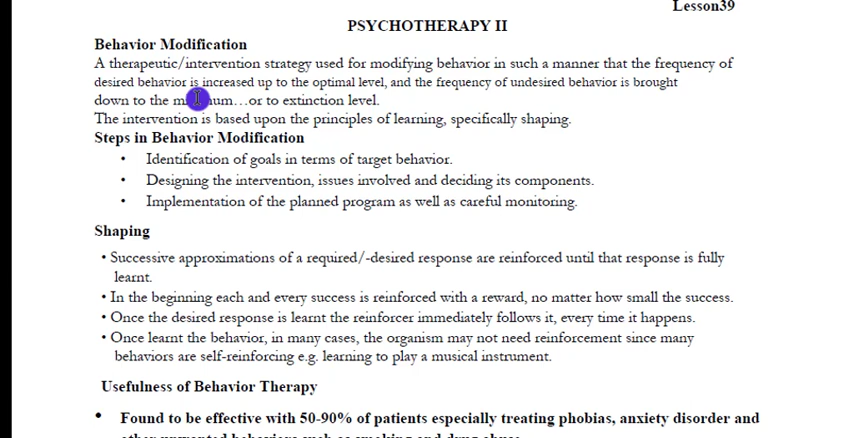 Lesson39
PSYCHOTHERAPY II
Behavior Modification
A therapeutic/intervention strategy used for modifying behavior in such a manner that the frequency of
desired behavior is increased up to the optimal level, and the frequency of undesired behavior is brought
down to the …or to extinction level.
The intervention is based upon the principles of learning, specifically shaping.
Steps in Behavior Modification
• Identification of goals in terms of target behavior.
• Designing the intervention, issues involved and deciding its components.
• Implementation of the planned program as well as careful monitoring.
Shaping
• Successive approximations of a required/-desired response are reinforced until that response is fully
learnt.
• In the beginning each and every success is reinforced with a reward, no matter how small the success.
• Once the desired response is learnt the reinforcer immediately follows it, every time it happens.
• Once learnt the behavior, in many cases, the organism may not need reinforcement since many
behaviors are self-reinforcing e.g. learning to play a musical instrument.
Usefulness of Behavior Therapy
• Found to be effective with 50-90% of patients especially treating phobias, anxiety disorder and